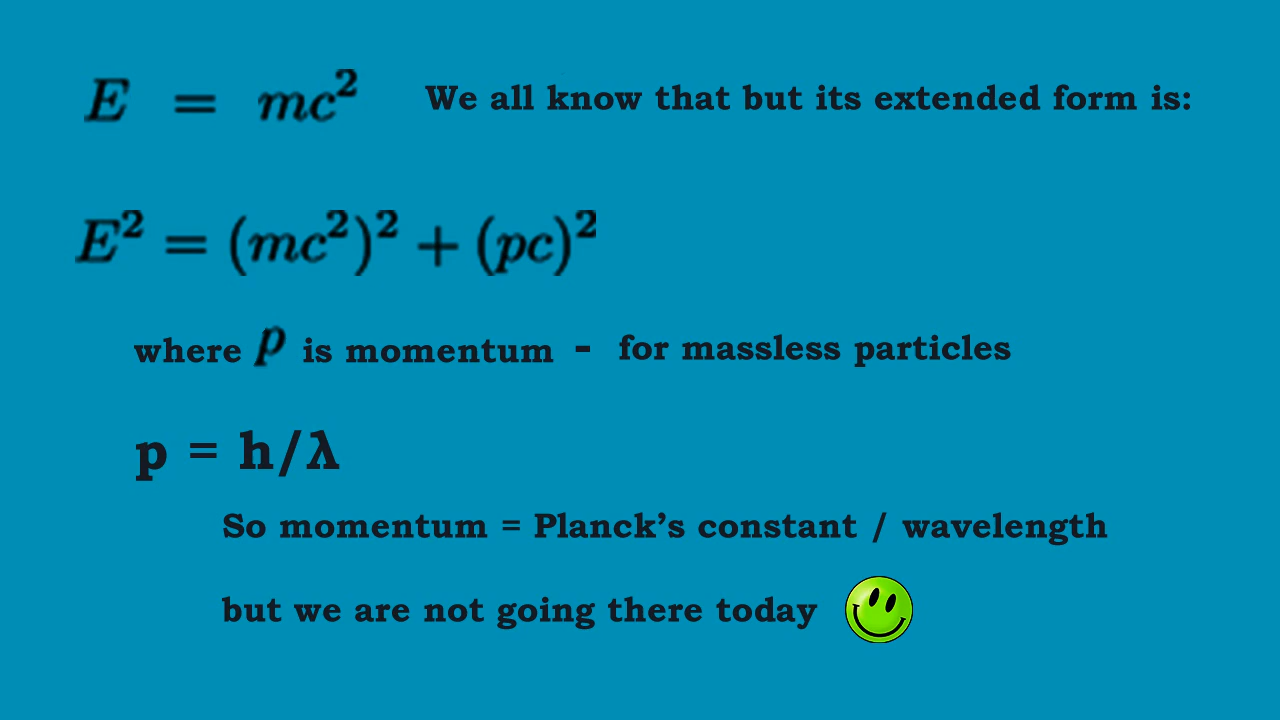 E = mc² We all know that but its extended form is:
E² = (mc²)² + (pc)²
where p is momentum - for massless particles
p = h/λ
So momentum = Planck’s constant / wavelength
but we are not going there today